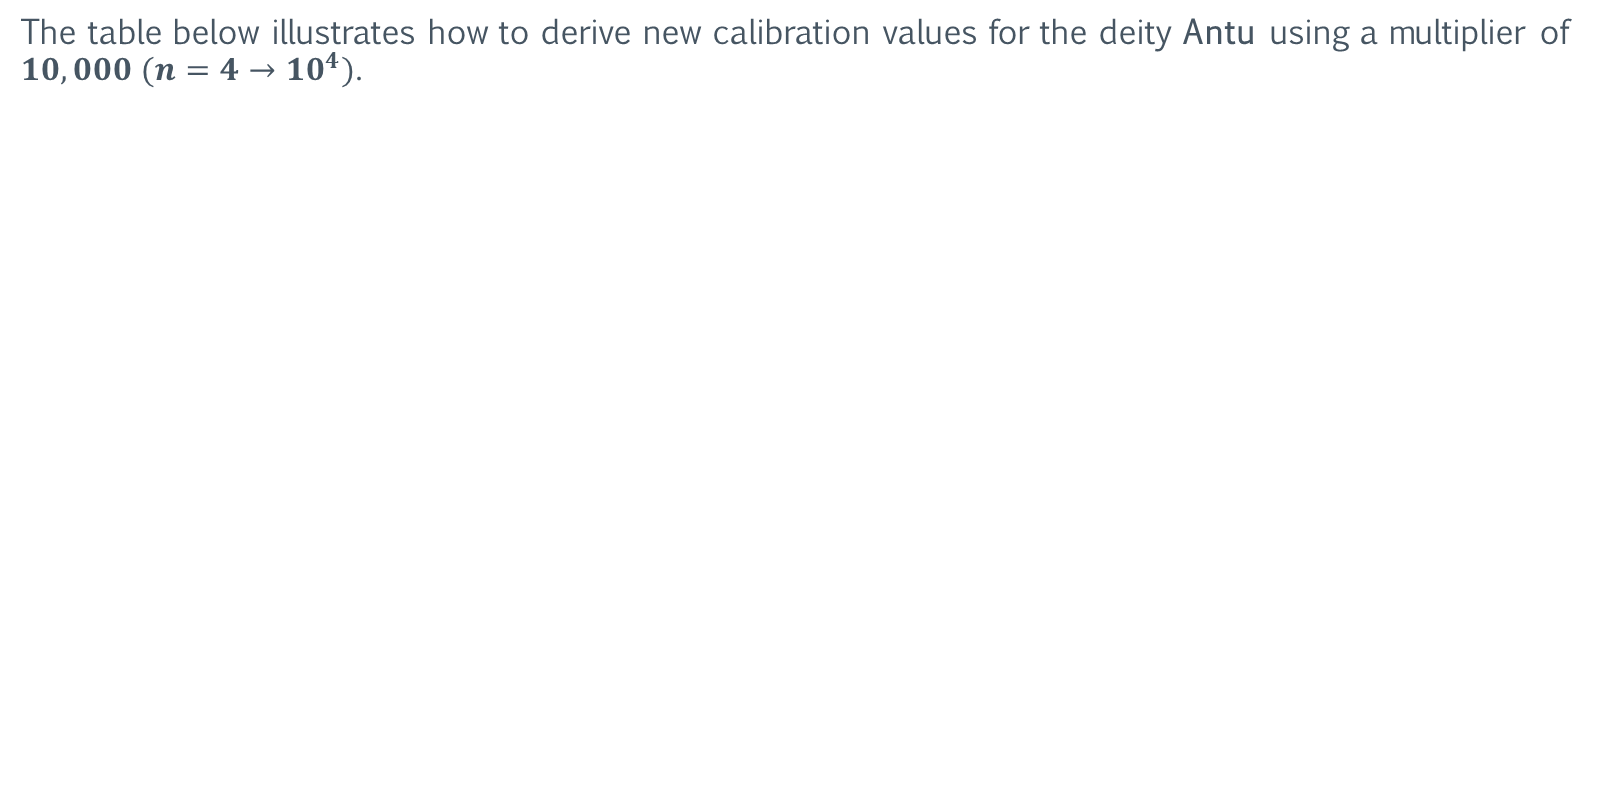 The table below illustrates how to derive new calibration values for the deity Antu using a multiplier of
10,000 (n = 4 → 10⁴).